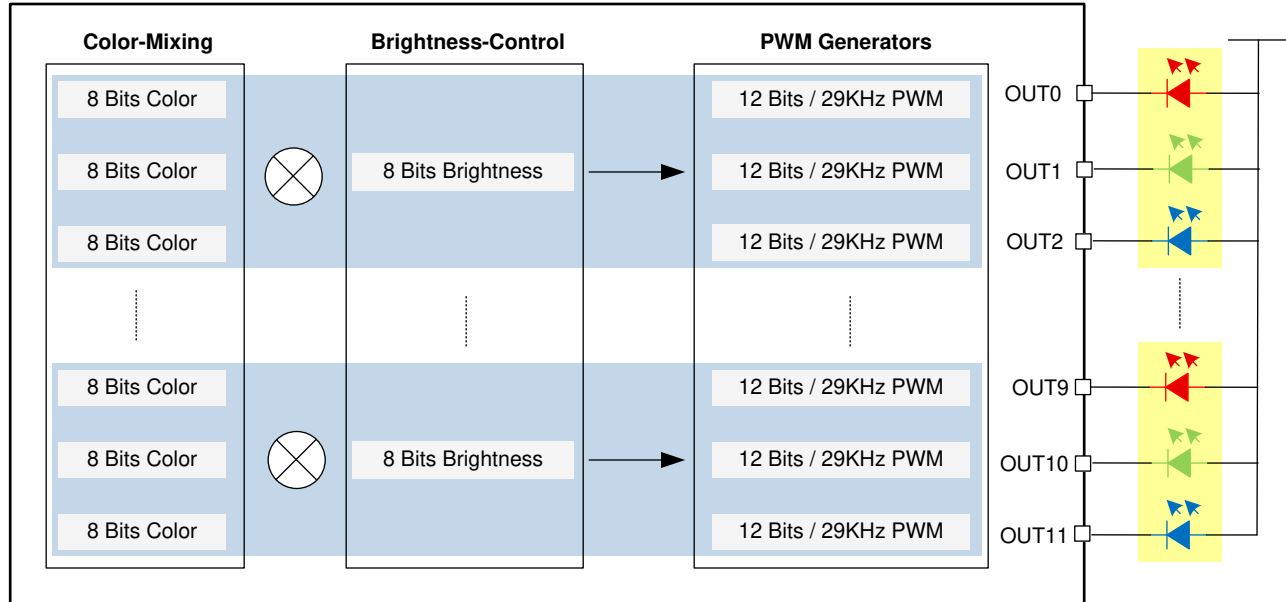 Color-Mixing Brightness-Control PWM Generators
8 Bits Color 12 Bits / 29KHz PWM OUT0
8 Bits Color 8 Bits Brightness 12 Bits / 29KHz PWM OUT1
8 Bits Color 12 Bits / 29KHz PWM OUT2
8 Bits Color 12 Bits / 29KHz PWM OUT9
8 Bits Color 8 Bits Brightness 12 Bits / 29KHz PWM OUT10
8 Bits Color 12 Bits / 29KHz PWM OUT11